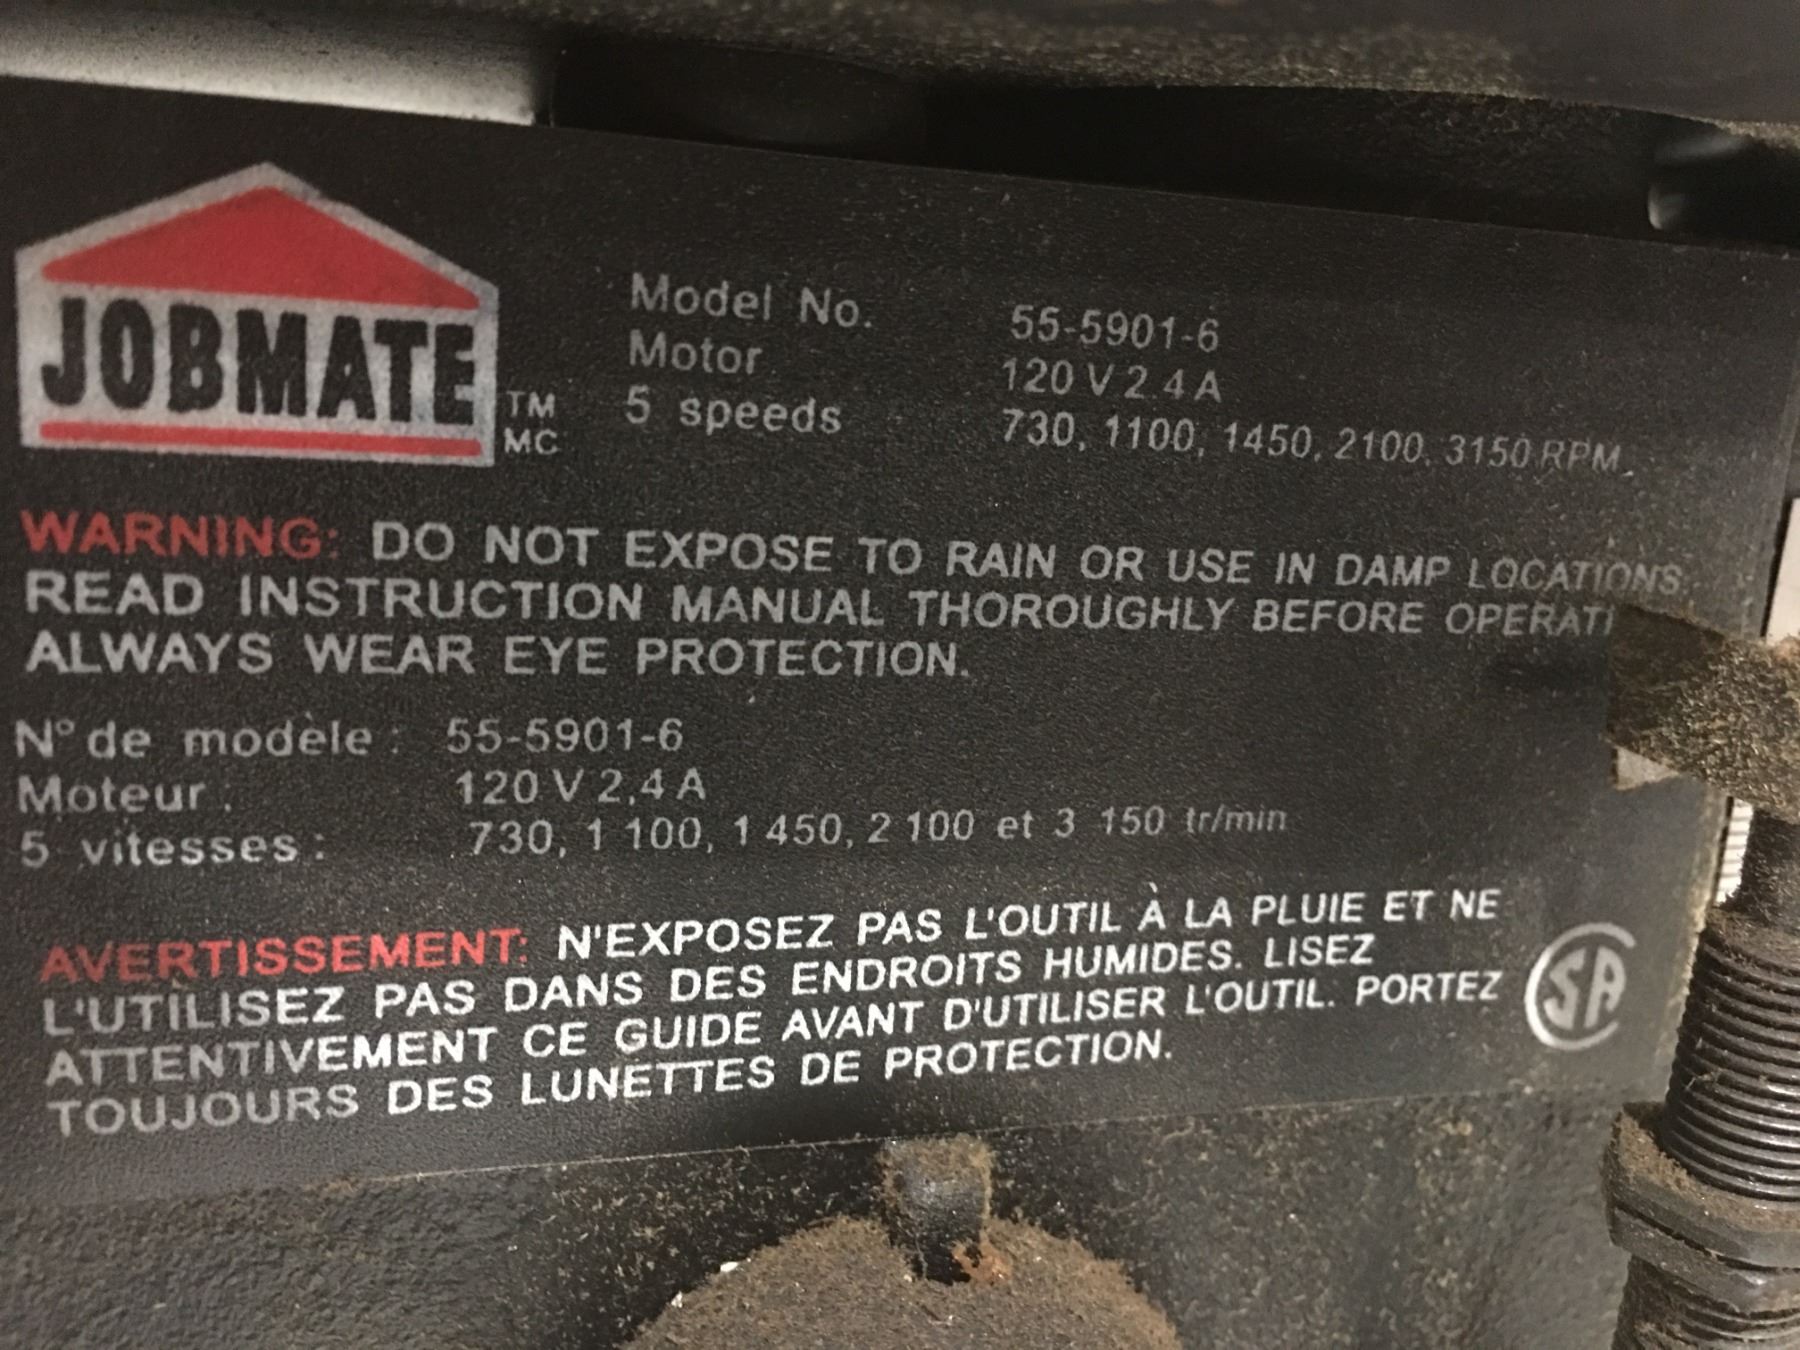 JOBMATE
TM
MC
Model No. 55-5901-6
Motor 120 V 2.4 A
5 speeds 730, 1100, 1450, 2100, 3150 RPM
WARNING: DO NOT EXPOSE TO RAIN OR USE IN DAMP LOCATIONS.
READ INSTRUCTION MANUAL THOROUGHLY BEFORE OPERATI
ALWAYS WEAR EYE PROTECTION.
N° de modèle : 55-5901-6
Moteur : 120 V 2,4 A
5 vitesses : 730, 1 100, 1 450, 2 100 et 3 150 tr/min
AVERTISSEMENT: N'EXPOSEZ PAS L'OUTIL À LA PLUIE ET NE
L'UTILISEZ PAS DANS DES ENDROITS HUMIDES. LISEZ
ATTENTIVEMENT CE GUIDE AVANT D'UTILISER L'OUTIL. PORTEZ
TOUJOURS DES LUNETTES DE PROTECTION.
CSA